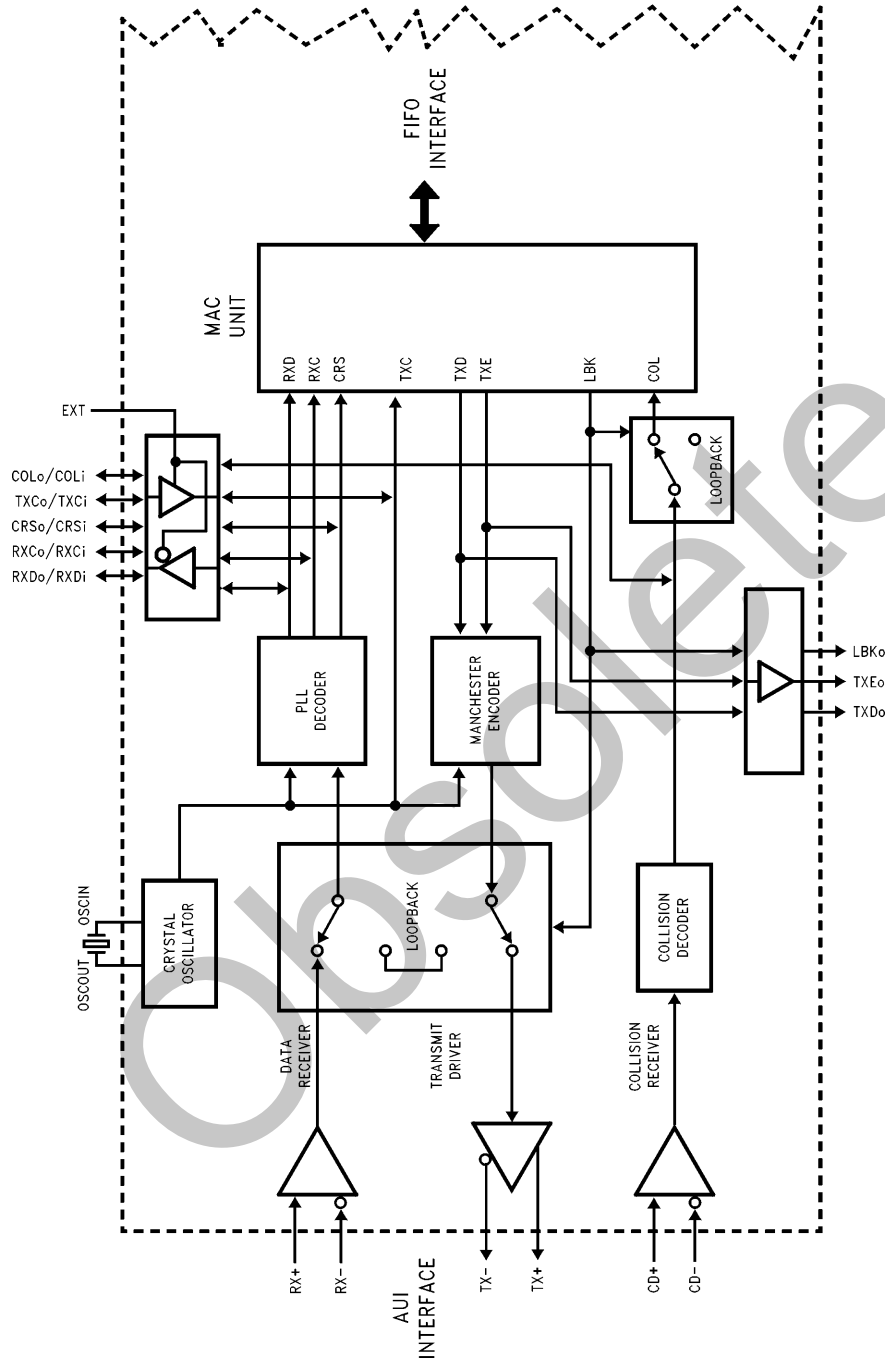 FIFO
INTERFACE
MAC
UNIT
RXD
RXC
CRS
TXC
TXD
TXE
LBK
COL
EXT
COLo/COLi
TXCo/TXCi
CRSo/CRSi
RXCo/RXCi
RXDo/RXDi
LOOPBACK
PLL
DECODER
MANCHESTER
ENCODER
LBKo
TXEo
TXDo
OSCOUT
OSCIN
CRYSTAL
OSCILLATOR
LOOPBACK
COLLISION
DECODER
DATA
RECEIVER
TRANSMIT
DRIVER
COLLISION
RECEIVER
RX+
RX-
TX-
TX+
CD+
CD-
AUI
INTERFACE
Obsolete